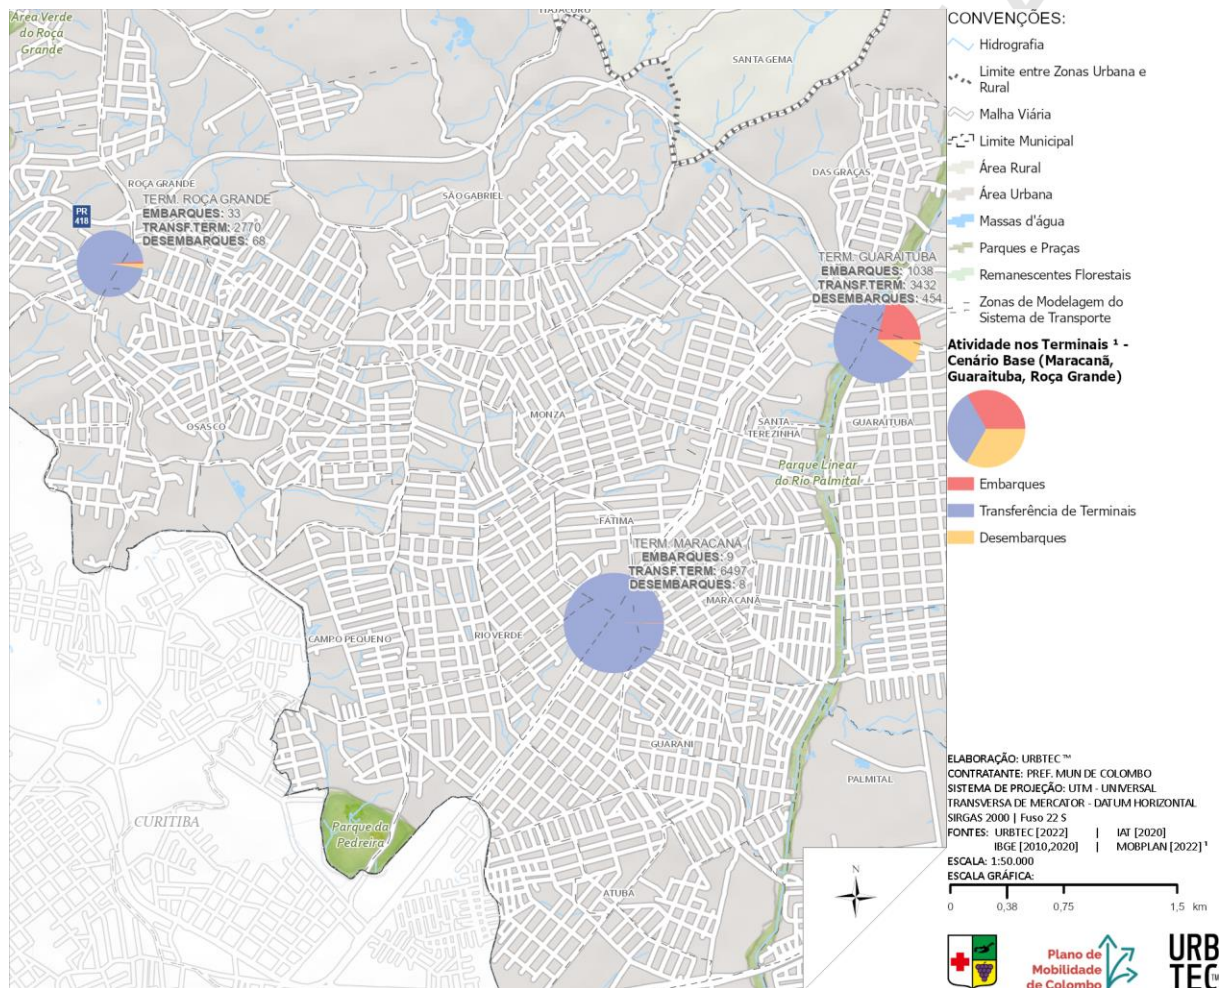 Área Verde
do Roça
Grande
SANTA GEMA
DAS GRAÇAS
ROÇA GRANDE
PR
418
TERM. ROÇA GRANDE
EMBARQUES: 33
TRANSF.TERM: 2770
DESEMBARQUES: 68
SÃO GABRIEL
TERM. GUARAITUBA
EMBARQUES: 1038
TRANSF.TERM: 3432
DESEMBARQUES: 454
OSASCO
MONZA
SANTA
TEREZINHA
GUARAITUBA
Parque Linear
do Rio Palmital
FÁTIMA
TERM. MARACANÃ
EMBARQUES: 9
TRANSF.TERM: 6497
DESEMBARQUES: 8
MARACANÃ
CAMPO PEQUENO
RIO VERDE
GUARANI
PALMITAL
CURITIBA
Parque da
Pedreira
ATUBA
N
CONVENÇÕES:
Hidrografia
Limite entre Zonas Urbana e
Rural
Malha Viária
Limite Municipal
Área Rural
Área Urbana
Massas d'água
Parques e Praças
Remanescentes Florestais
Zonas de Modelagem do
Sistema de Transporte
Atividade nos Terminais ¹ -
Cenário Base (Maracanã,
Guaraituba, Roça Grande)
Embarques
Transferência de Terminais
Desembarques
ELABORAÇÃO: URBTEC ™
CONTRATANTE: PREF. MUN DE COLOMBO
SISTEMA DE PROJEÇÃO: UTM - UNIVERSAL
TRANSVERSA DE MERCATOR - DATUM HORIZONTAL
SIRGAS 2000 | Fuso 22 S
FONTES: URBTEC [2022] | IAT [2020]
IBGE [2010,2020] | MOBPLAN [2022] ¹
ESCALA: 1:50.000
ESCALA GRÁFICA:
0 0,38 0,75 1,5 km
Plano de
Mobilidade
de Colombo
URB
TEC™